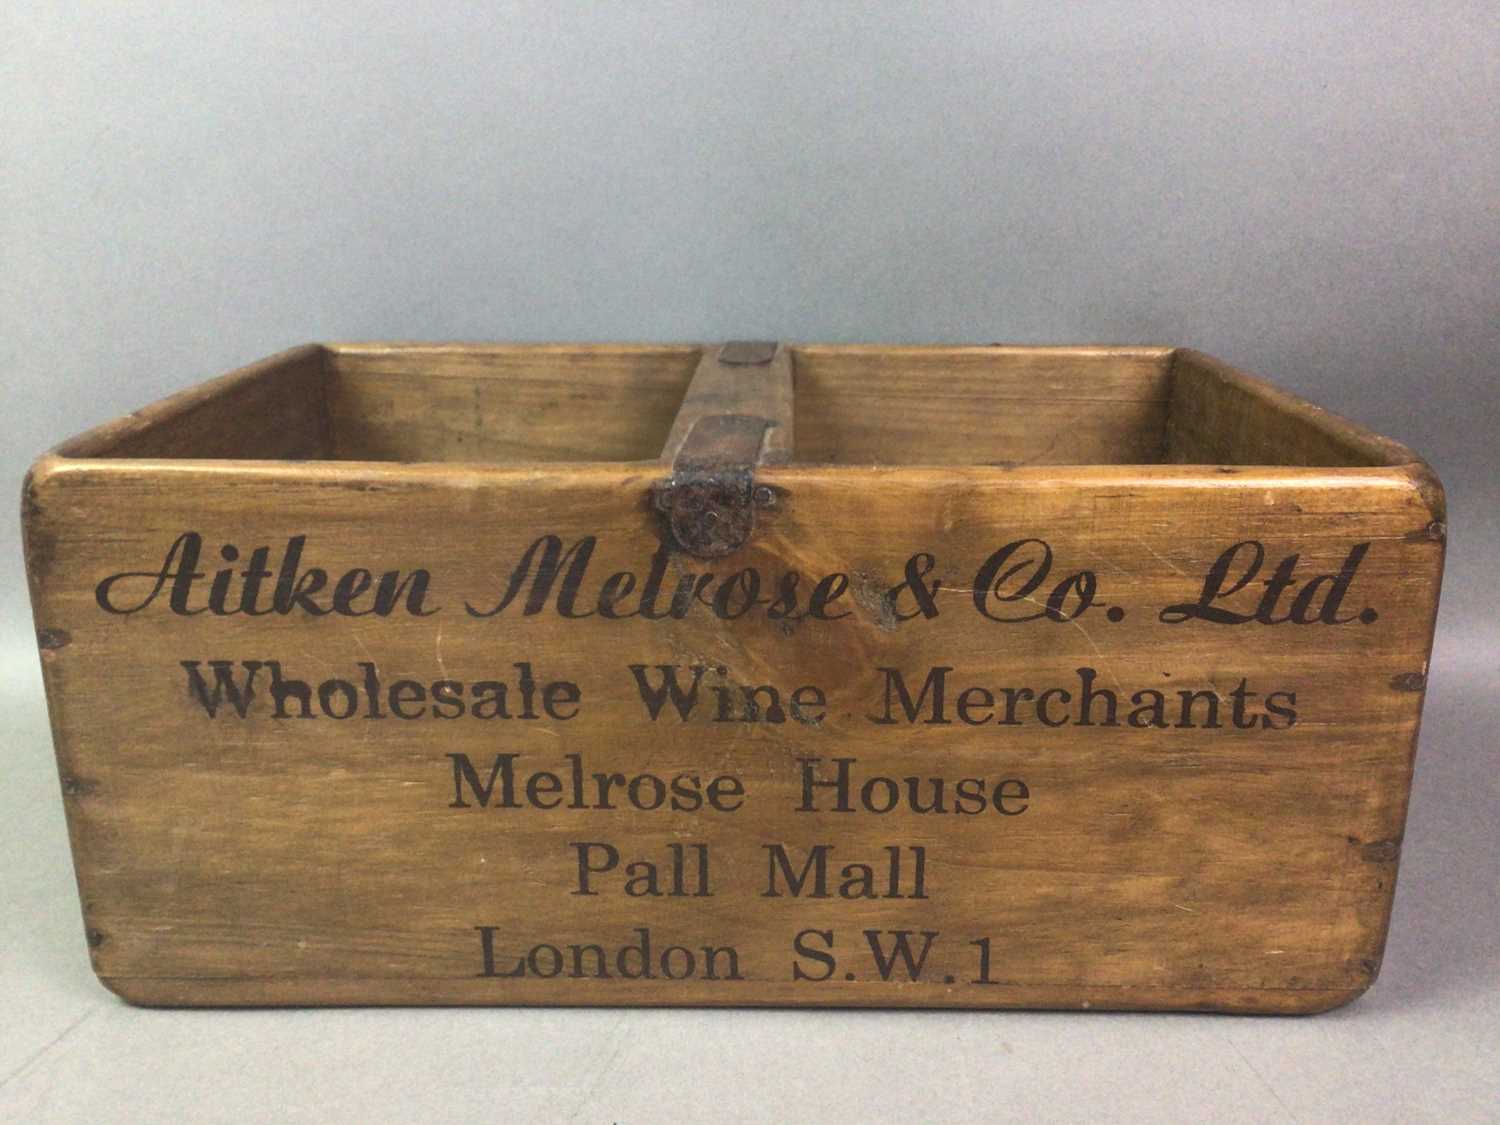 Aitken Melrose & Co. Ltd.
Wholesale Wine Merchants
Melrose House
Pall Mall
London S.W.1